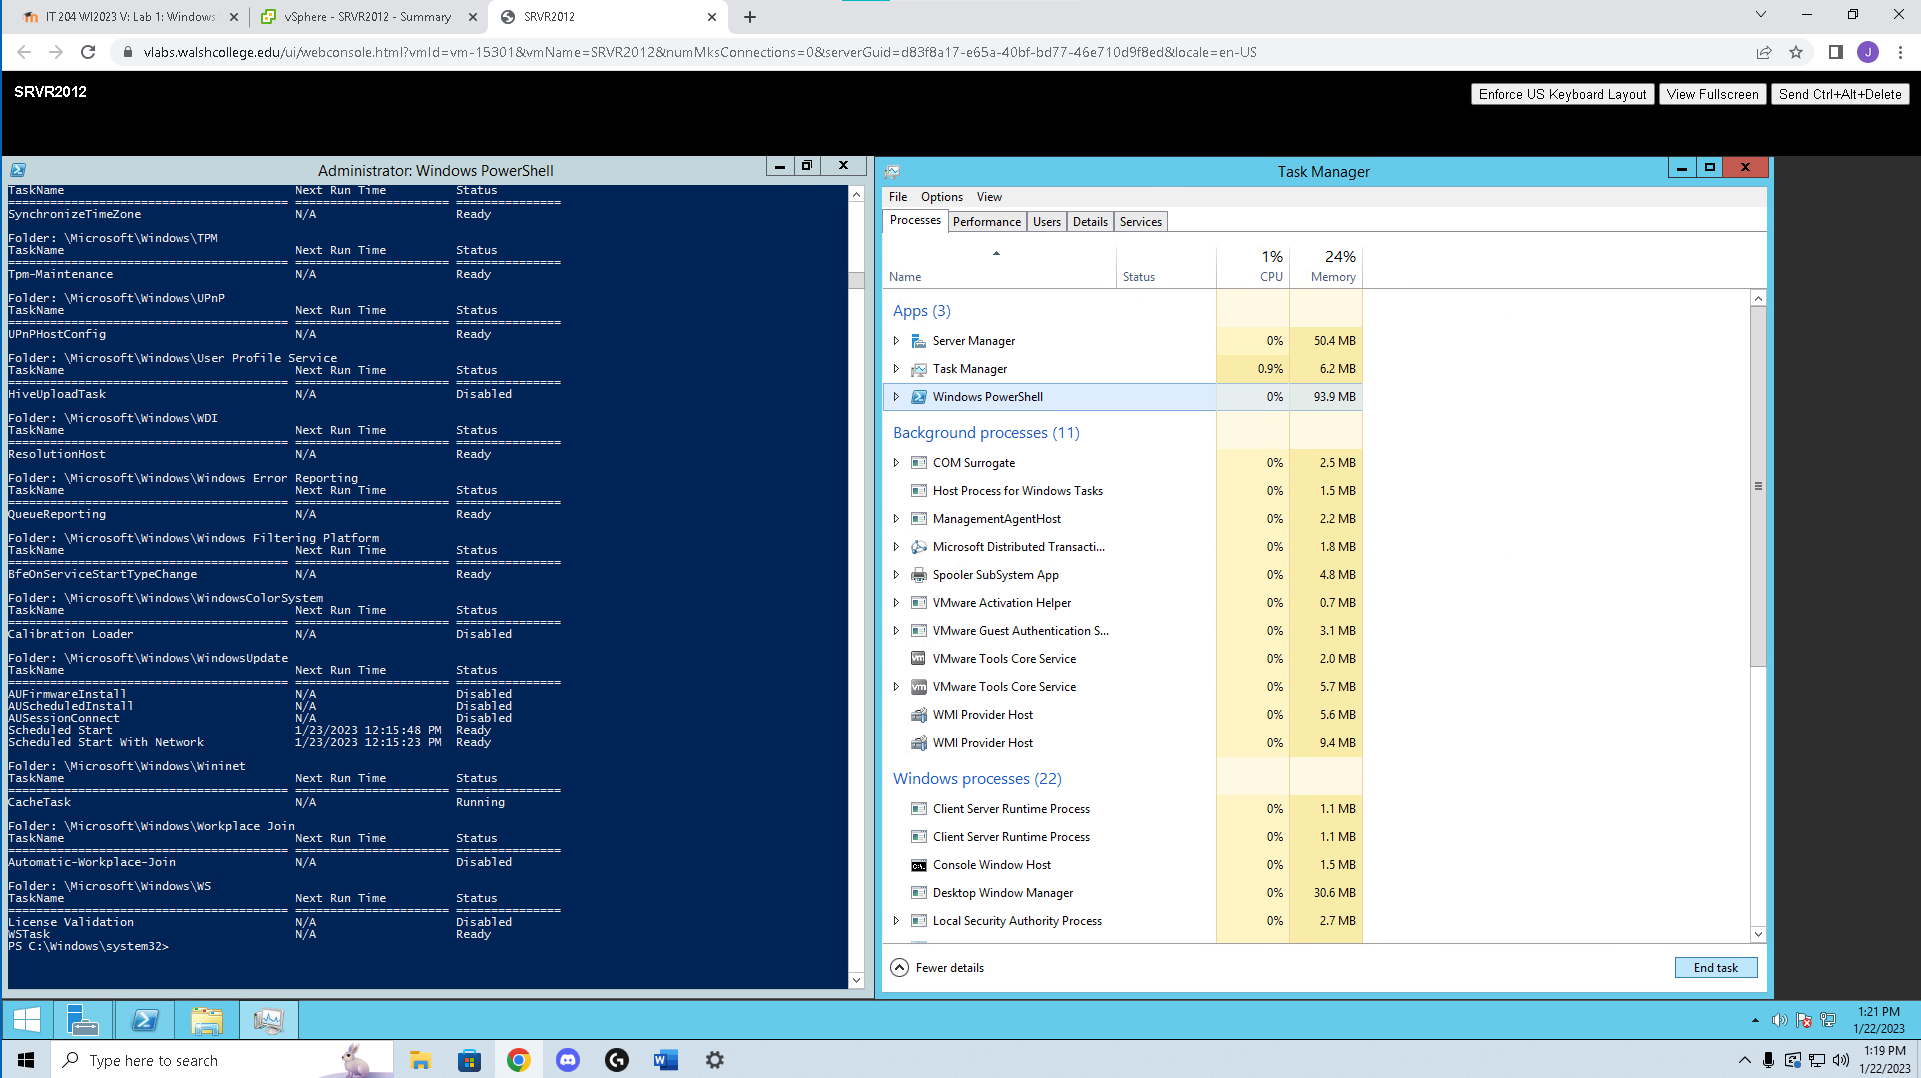 IT 204 WI2023 V: Lab 1: Windows
vSphere - SRVR2012 - Summary
SRVR2012
vlabs.walshcollege.edu/ui/webconsole.html?vmId=vm-15301&vmName=SRVR2012&numMksConnections=0&serverGuid=d83f8a17-e65a-40bf-bd77-46e710d9f8ed&locale=en-US
J
SRVR2012
Enforce US Keyboard Layout View Fullscreen Send Ctrl+Alt+Delete
Administrator: Windows PowerShell
TaskName Next Run Time Status
======================================== ====================== ===============
SynchronizeTimeZone N/A Ready
Folder: \Microsoft\Windows\TPM
TaskName Next Run Time Status
======================================== ====================== ===============
Tpm-Maintenance N/A Ready
Folder: \Microsoft\Windows\UPnP
TaskName Next Run Time Status
======================================== ====================== ===============
UPnPHostConfig N/A Ready
Folder: \Microsoft\Windows\User Profile Service
TaskName Next Run Time Status
======================================== ====================== ===============
HiveUploadTask N/A Disabled
Folder: \Microsoft\Windows\WDI
TaskName Next Run Time Status
======================================== ====================== ===============
ResolutionHost N/A Ready
Folder: \Microsoft\Windows\Windows Error Reporting
TaskName Next Run Time Status
======================================== ====================== ===============
QueueReporting N/A Ready
Folder: \Microsoft\Windows\Windows Filtering Platform
TaskName Next Run Time Status
======================================== ====================== ===============
BfeOnServiceStartTypeChange N/A Ready
Folder: \Microsoft\Windows\WindowsColorSystem
TaskName Next Run Time Status
======================================== ====================== ===============
Calibration Loader N/A Disabled
Folder: \Microsoft\Windows\WindowsUpdate
TaskName Next Run Time Status
======================================== ====================== ===============
AUFirmwareInstall N/A Disabled
AUScheduledInstall N/A Disabled
AUSessionConnect N/A Disabled
Scheduled Start 1/23/2023 12:15:48 PM Ready
Scheduled Start With Network 1/23/2023 12:15:23 PM Ready
Folder: \Microsoft\Windows\Wininet
TaskName Next Run Time Status
======================================== ====================== ===============
CacheTask N/A Running
Folder: \Microsoft\Windows\Workplace Join
TaskName Next Run Time Status
======================================== ====================== ===============
Automatic-Workplace-Join N/A Disabled
Folder: \Microsoft\Windows\WS
TaskName Next Run Time Status
======================================== ====================== ===============
License Validation N/A Disabled
WSTask N/A Ready
PS C:\Windows\system32>
Task Manager
File Options View
Processes Performance Users Details Services
1% 24%
Name Status CPU Memory
Apps (3)
Server Manager 0% 50.4 MB
Task Manager 0.9% 6.2 MB
Windows PowerShell 0% 93.9 MB
Background processes (11)
COM Surrogate 0% 2.5 MB
Host Process for Windows Tasks 0% 1.5 MB
ManagementAgentHost 0% 2.2 MB
Microsoft Distributed Transacti... 0% 1.8 MB
Spooler SubSystem App 0% 4.8 MB
VMware Activation Helper 0% 0.7 MB
VMware Guest Authentication S... 0% 3.1 MB
vm VMware Tools Core Service 0% 2.0 MB
vm VMware Tools Core Service 0% 5.7 MB
WMI Provider Host 0% 5.6 MB
WMI Provider Host 0% 9.4 MB
Windows processes (22)
Client Server Runtime Process 0% 1.1 MB
Client Server Runtime Process 0% 1.1 MB
Console Window Host 0% 1.5 MB
Desktop Window Manager 0% 30.6 MB
Local Security Authority Process 0% 2.7 MB
Fewer details
End task
1:21 PM
1/22/2023
Type here to search
1:19 PM
1/22/2023